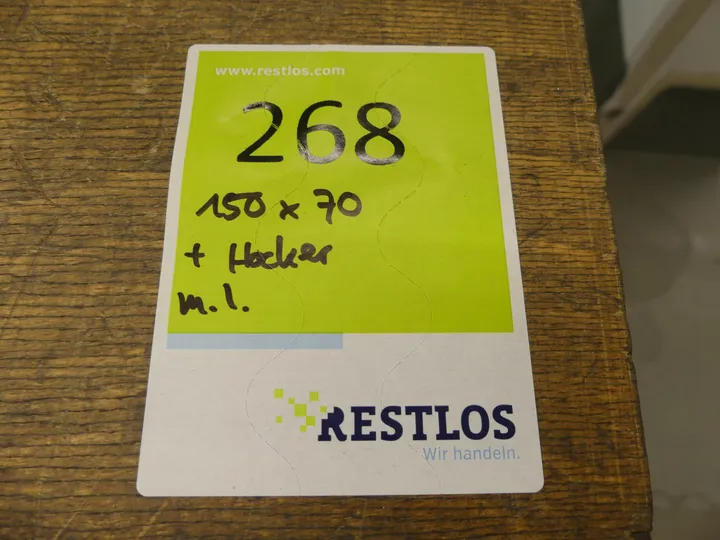 www.restlos.com
268
150 x 70
+ Hocker
m.l.
RESTLOS
Wir handeln.